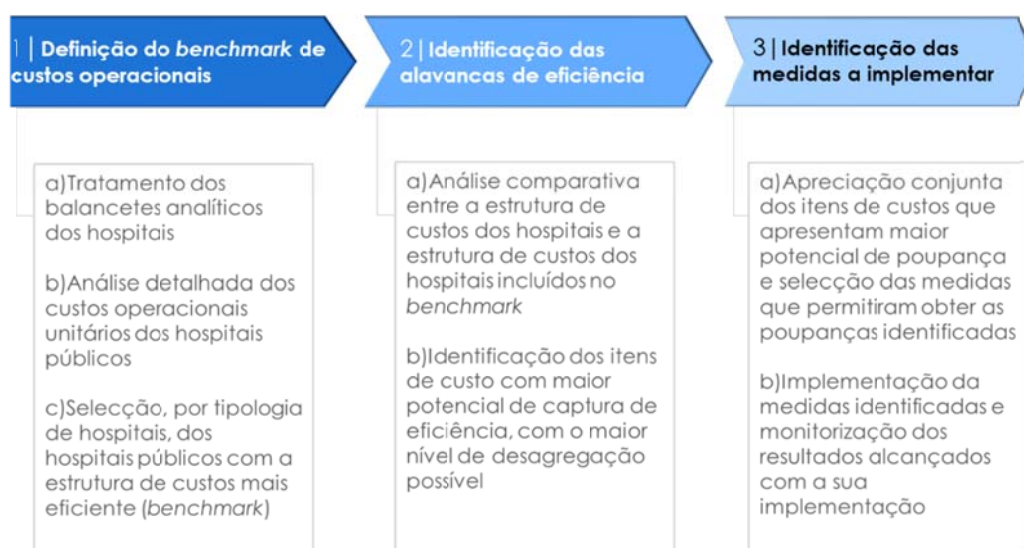 1 | Definição do benchmark de
custos operacionais
a)Tratamento dos
balancetes analíticos
dos hospitais
b)Análise detalhada dos
custos operacionais
unitários dos hospitais
públicos
c)Selecção, por tipologia
de hospitais, dos
hospitais públicos com a
estrutura de custos mais
eficiente (benchmark)
2|Identificação das
alavancas de eficiência
a)Análise comparativa
entre a estrutura de
custos dos hospitais e a
estrutura de custos dos
hospitais incluídos no
benchmark
b)Identificação dos itens
de custo com maior
potencial de captura de
eficiência, com o maior
nível de desagregação
possível
3|Identificação das
medidas a implementar
a)Apreciação conjunta
dos itens de custos que
apresentam maior
potencial de poupança
e selecção das medidas
que permitiram obter as
poupanças identificadas
b)Implementação da
medidas identificadas e
monitorização dos
resultados alcançados
com a sua
implementação